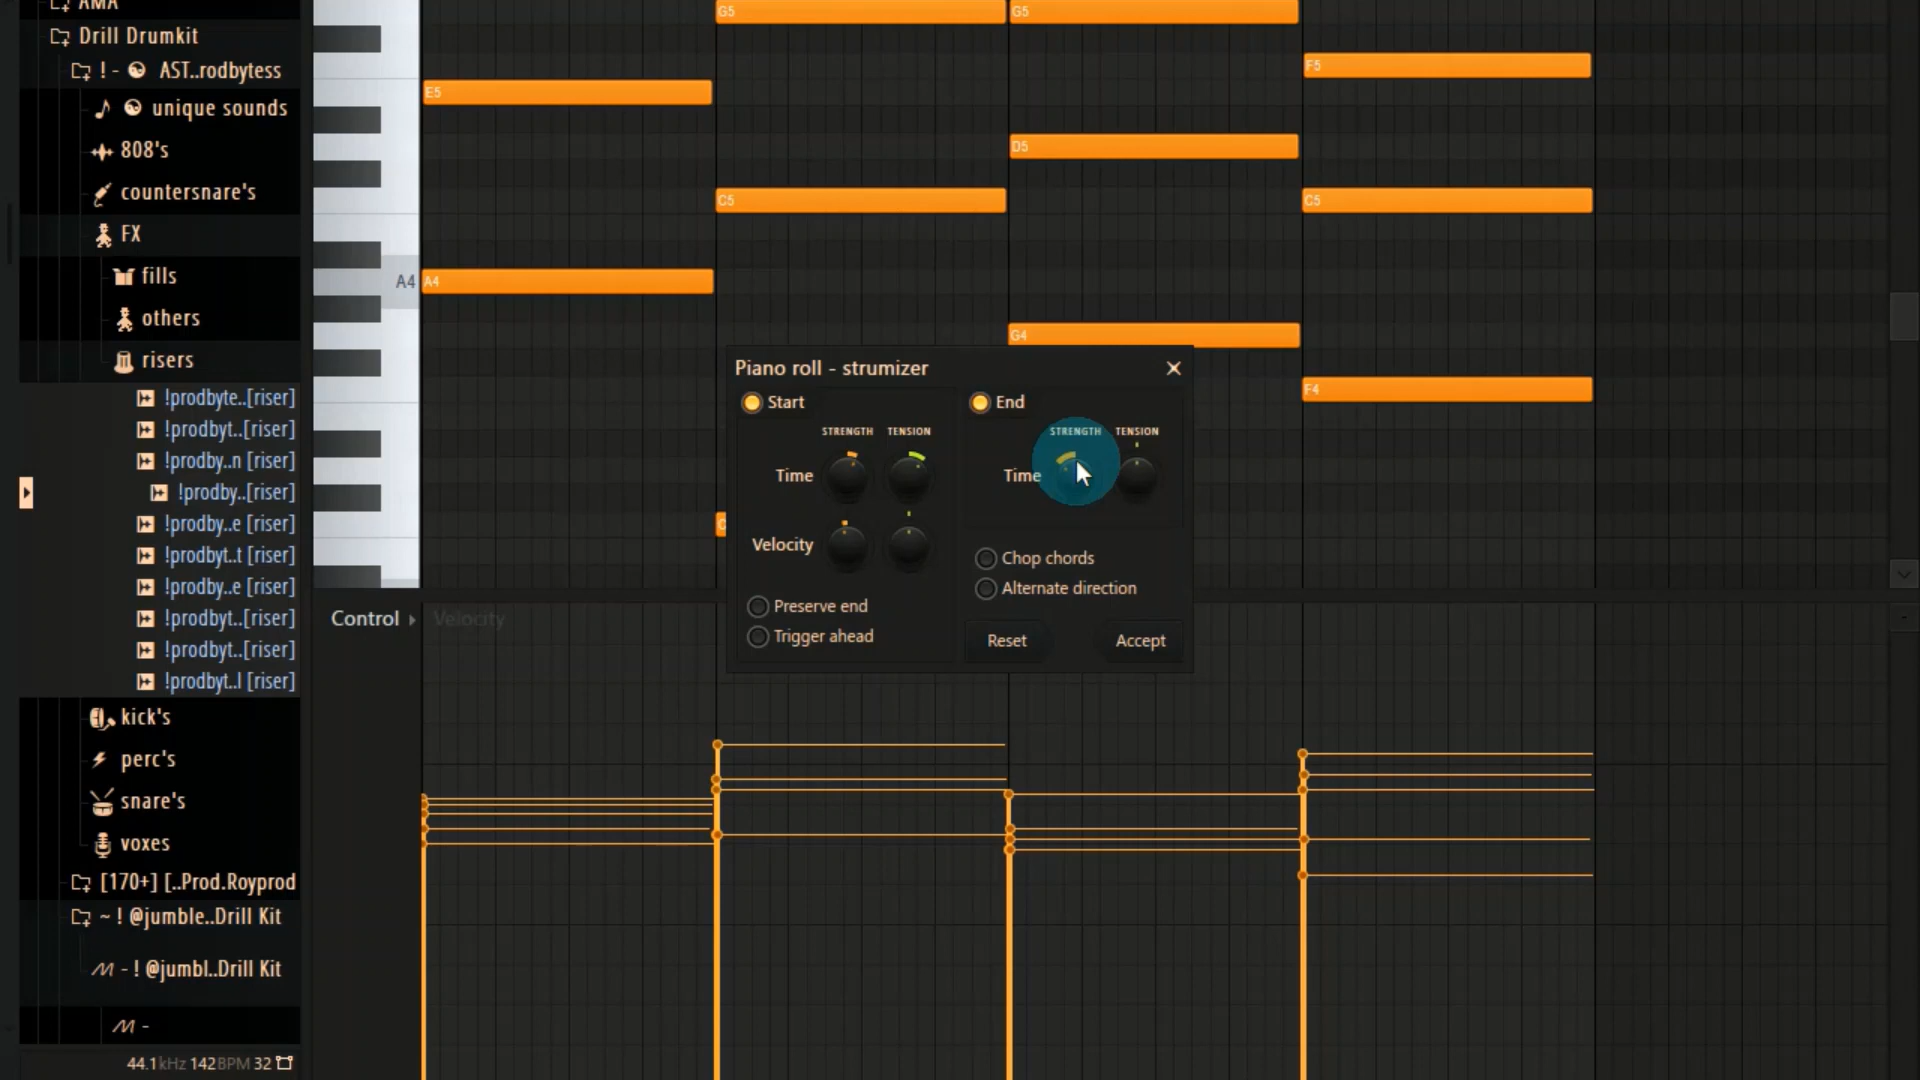 AMA
Drill Drumkit
! - AST..rodbytess
unique sounds
808's
countersnare's
FX
fills
others
risers
!prodbyte..[riser]
!prodbyt..[riser]
!prodby..n [riser]
!prodby..[riser]
!prodby..e [riser]
!prodbyt..t [riser]
!prodby..e [riser]
!prodbyt..[riser]
!prodbyt..[riser]
!prodbyt..l [riser]
kick's
perc's
snare's
voxes
[170+] [..Prod.Royprod
~ ! @jumble..Drill Kit
- ! @jumbl..Drill Kit
-
44.1kHz 142BPM 32
G5
G5
F5
E5
D5
C5
C5
A4
A4
G4
F4
C
Piano roll - strumizer
Start
End
STRENGTH TENSION
STRENGTH TENSION
Time
Time
Velocity
Chop chords
Alternate direction
Preserve end
Trigger ahead
Reset
Accept
Control
Velocity